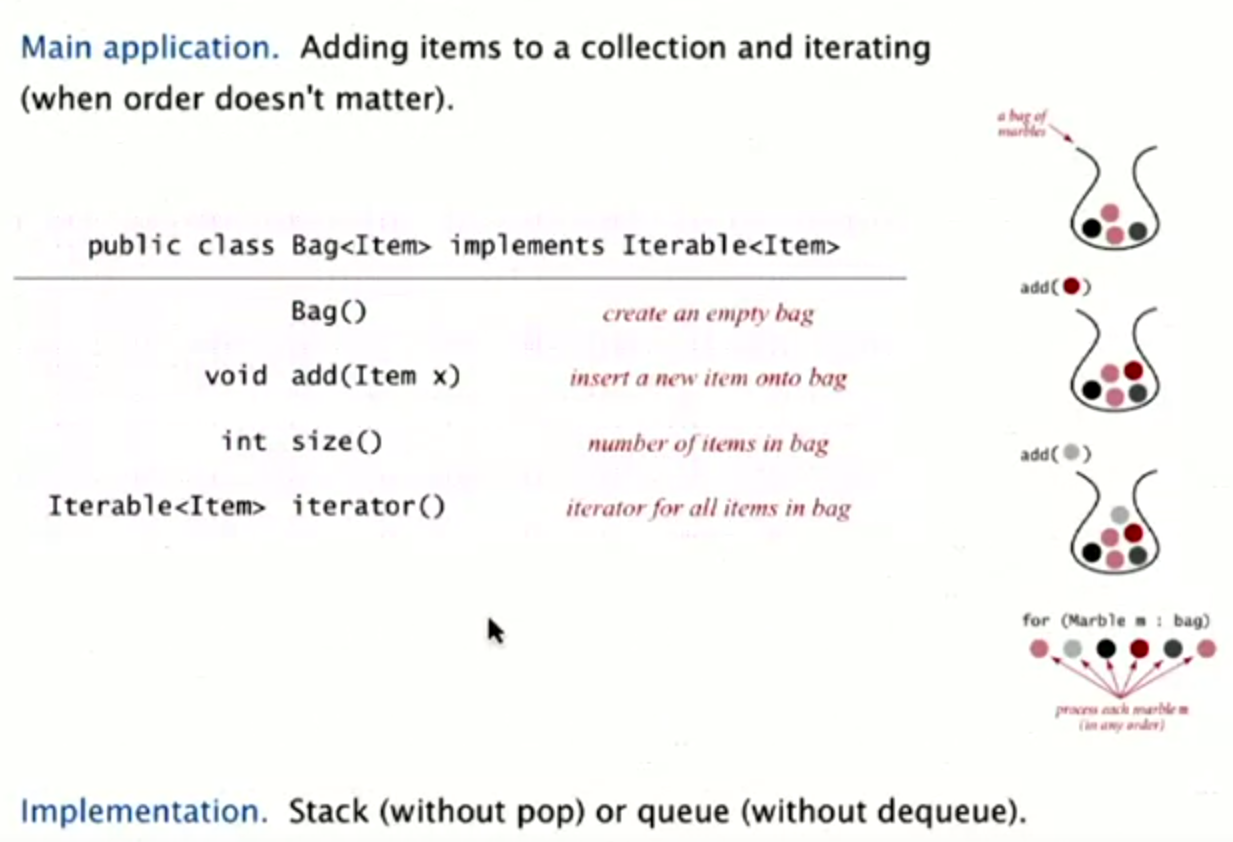 Main application. Adding items to a collection and iterating
(when order doesn't matter).
a bag of
marbles
public class Bag<Item> implements Iterable<Item>
Bag() create an empty bag
void add(Item x) insert a new item onto bag
int size() number of items in bag
Iterable<Item> iterator() iterator for all items in bag
add( )
add( )
for (Marble m : bag)
process each marble m
(in any order)
Implementation. Stack (without pop) or queue (without dequeue).